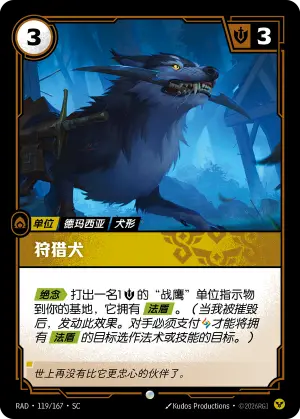 3
3
单位 德玛西亚 犬形
狩猎犬
绝念 打出一名1的“战鹰”单位指示物
到你的基地，它拥有 法盾 。（当我被摧毁
后，发动此效果。对手必须支付才能将拥
有 法盾 的目标选作法术或技能的目标。）
世上再没有比它更忠心的伙伴了。
RAD • 119/167 • SC
Kudos Productions • ©2026RGI